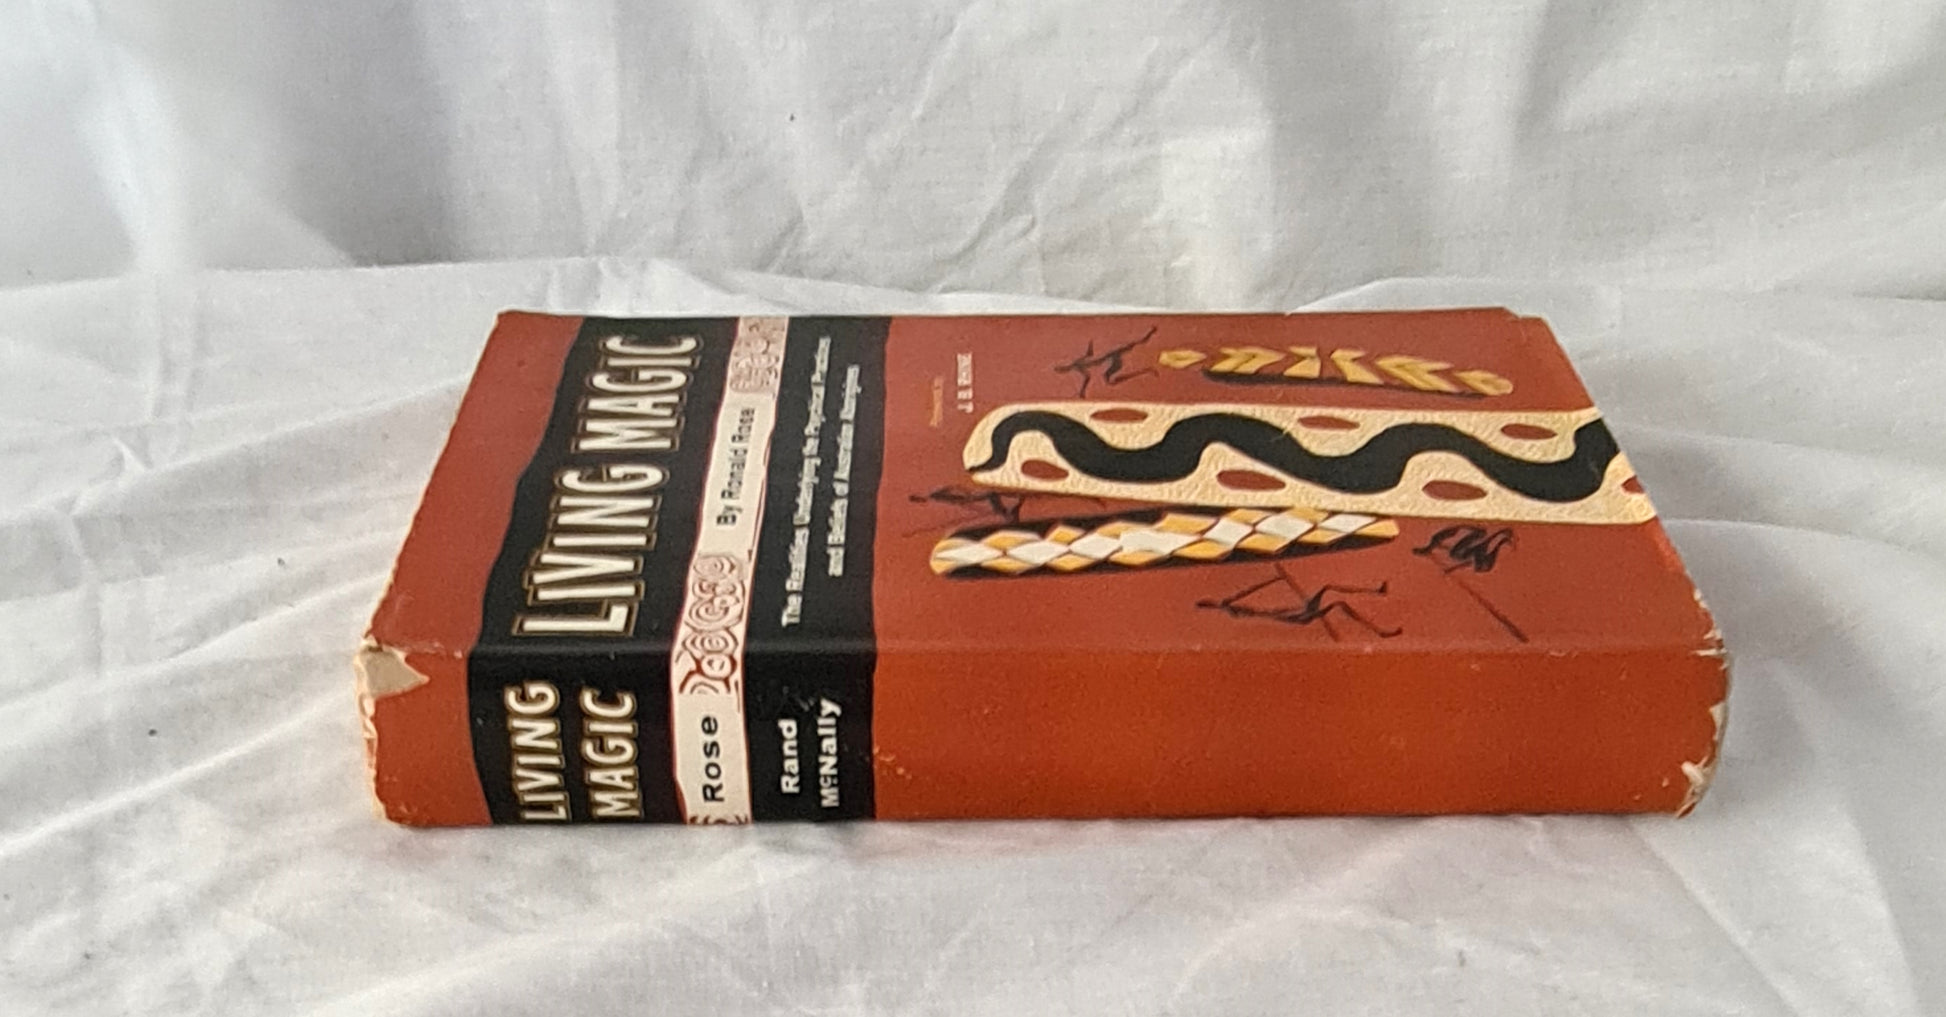 LIVING MAGIC
By Ronald Rose
The Realities Underlying the Psychical Practices
and Beliefs of Australian Aborigines
J. B. RHINE
LIVING
MAGIC
Rose
Rand
McNally